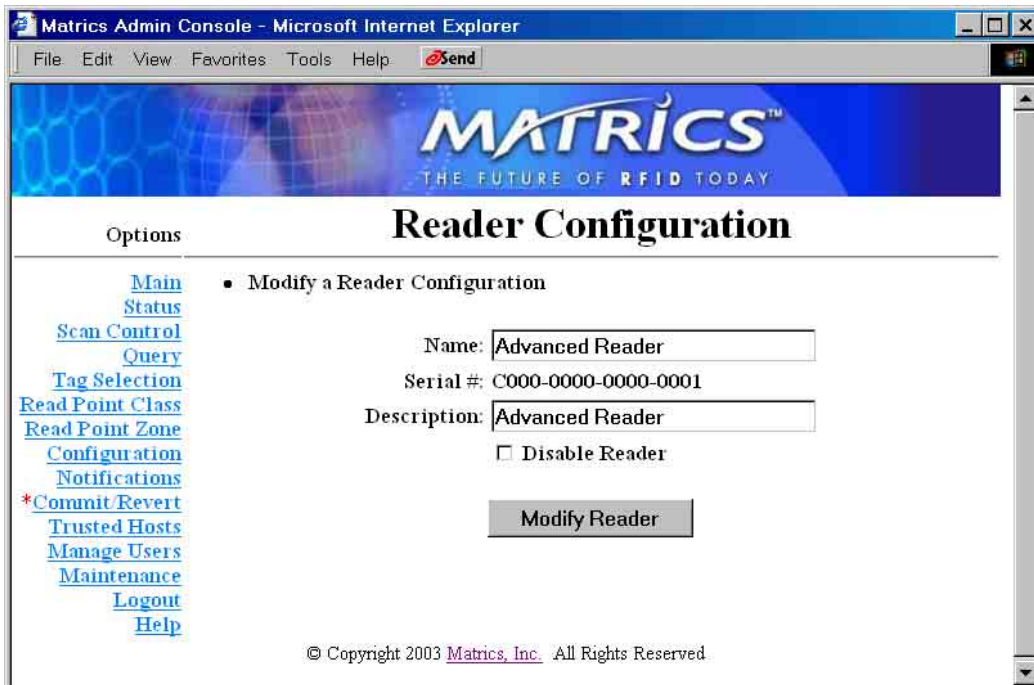 Matrics Admin Console - Microsoft Internet Explorer
File Edit View Favorites Tools Help Send
MATRICS™
THE FUTURE OF RFID TODAY
Options
Reader Configuration
Main
Status
Scan Control
Query
Tag Selection
Read Point Class
Read Point Zone
Configuration
Notifications
*Commit/Revert
Trusted Hosts
Manage Users
Maintenance
Logout
Help
• Modify a Reader Configuration
Name: Advanced Reader
Serial #: C000-0000-0000-0001
Description: Advanced Reader
Disable Reader
Modify Reader
© Copyright 2003 Matrics, Inc. All Rights Reserved